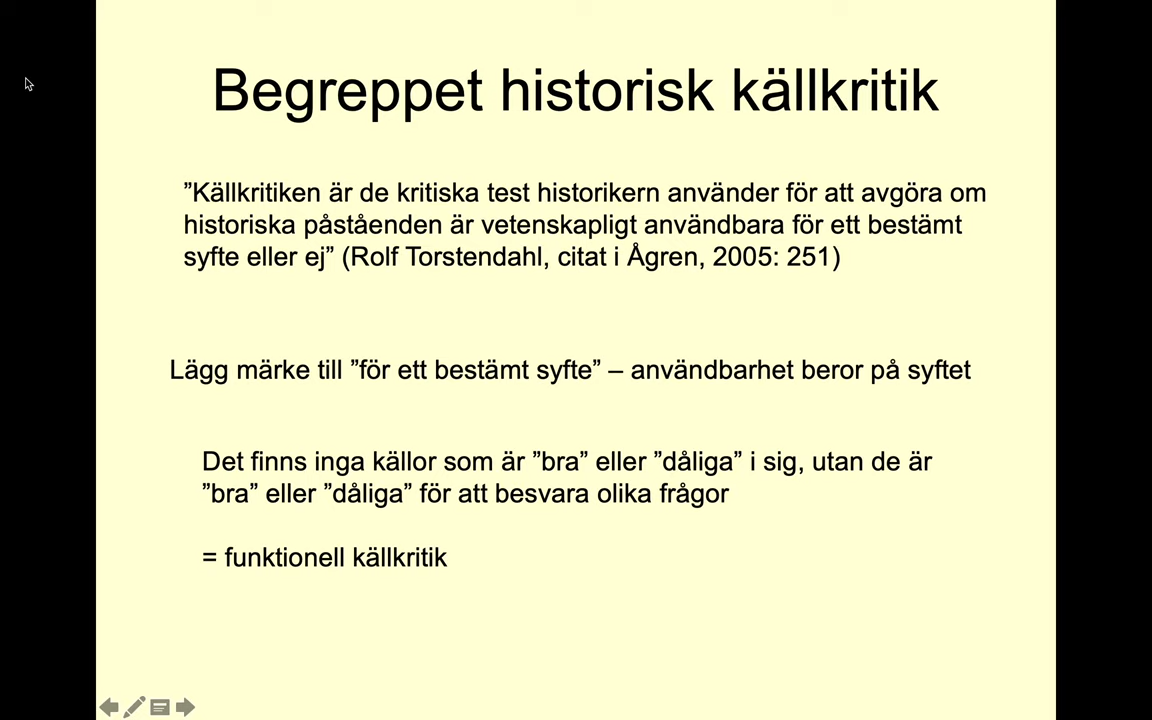 Begreppet historisk källkritik
”Källkritiken är de kritiska test historikern använder för att avgöra om
historiska påståenden är vetenskapligt användbara för ett bestämt
syfte eller ej” (Rolf Torstendahl, citat i Ågren, 2005: 251)
Lägg märke till ”för ett bestämt syfte” – användbarhet beror på syftet
Det finns inga källor som är ”bra” eller ”dåliga” i sig, utan de är
”bra” eller ”dåliga” för att besvara olika frågor
= funktionell källkritik